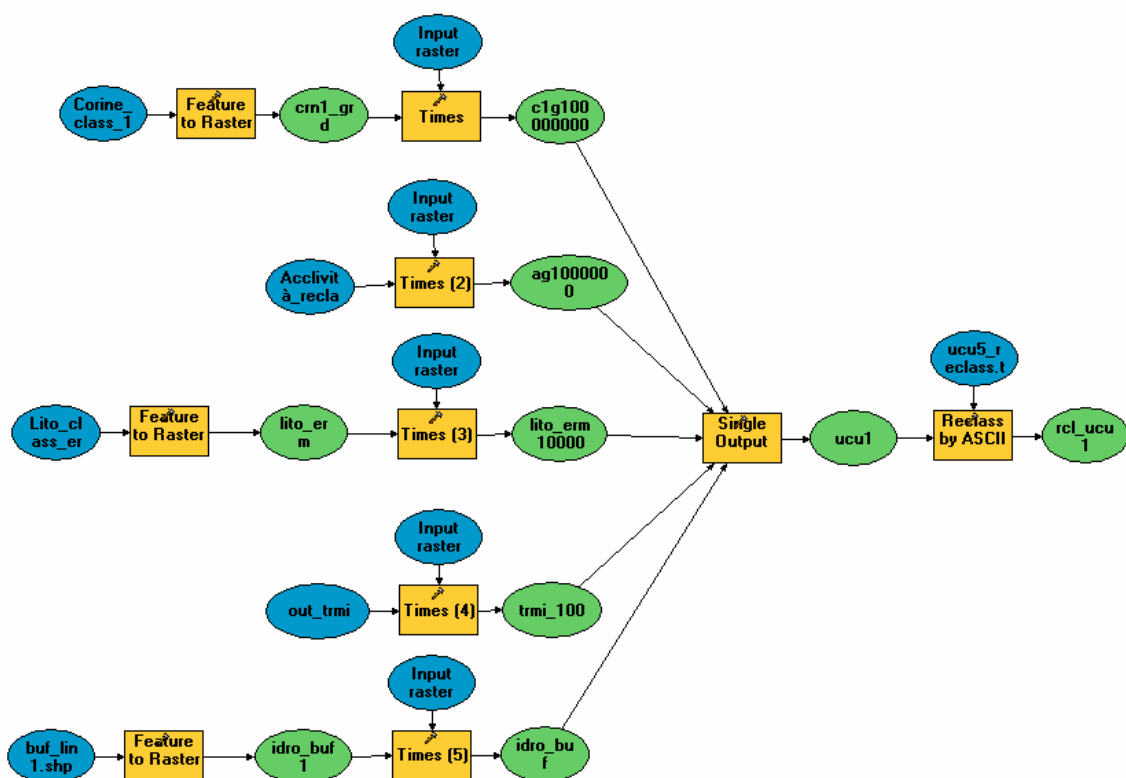 Input
raster
Corine_
class_1
Feature
to Raster
crn1_gr
d
Times
c1g100
000000
Input
raster
Acclivit
à_recla
Times (2)
ag100000
0
Input
raster
Lito_cl
ass_er
Feature
to Raster
lito_er
m
Times (3)
lito_erm
10000
Single
Output
ucu1
ucu5_r
eclass.t
Reclass
by ASCII
rcl_ucu
1
Input
raster
out_trmi
Times (4)
trmi_100
Input
raster
buf_lin
1.shp
Feature
to Raster
idro_buf
1
Times (5)
idro_bu
f